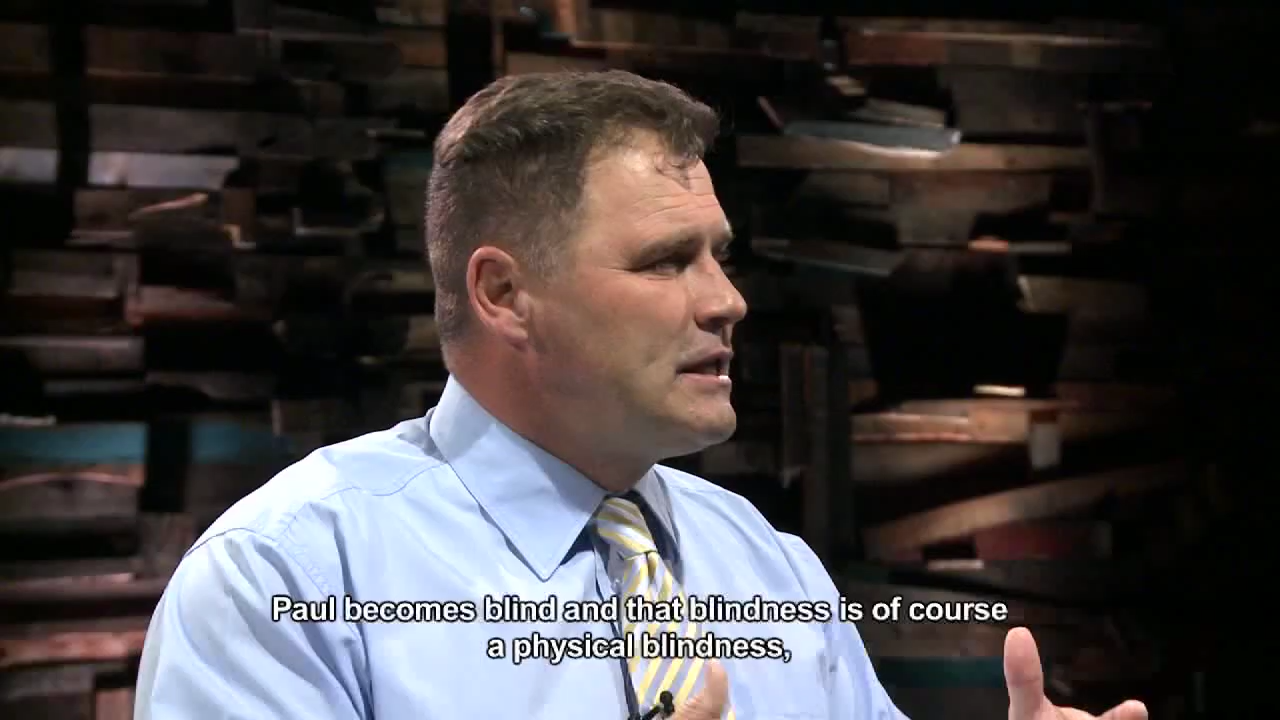 Paul becomes blind and that blindness is of course
a physical blindness,